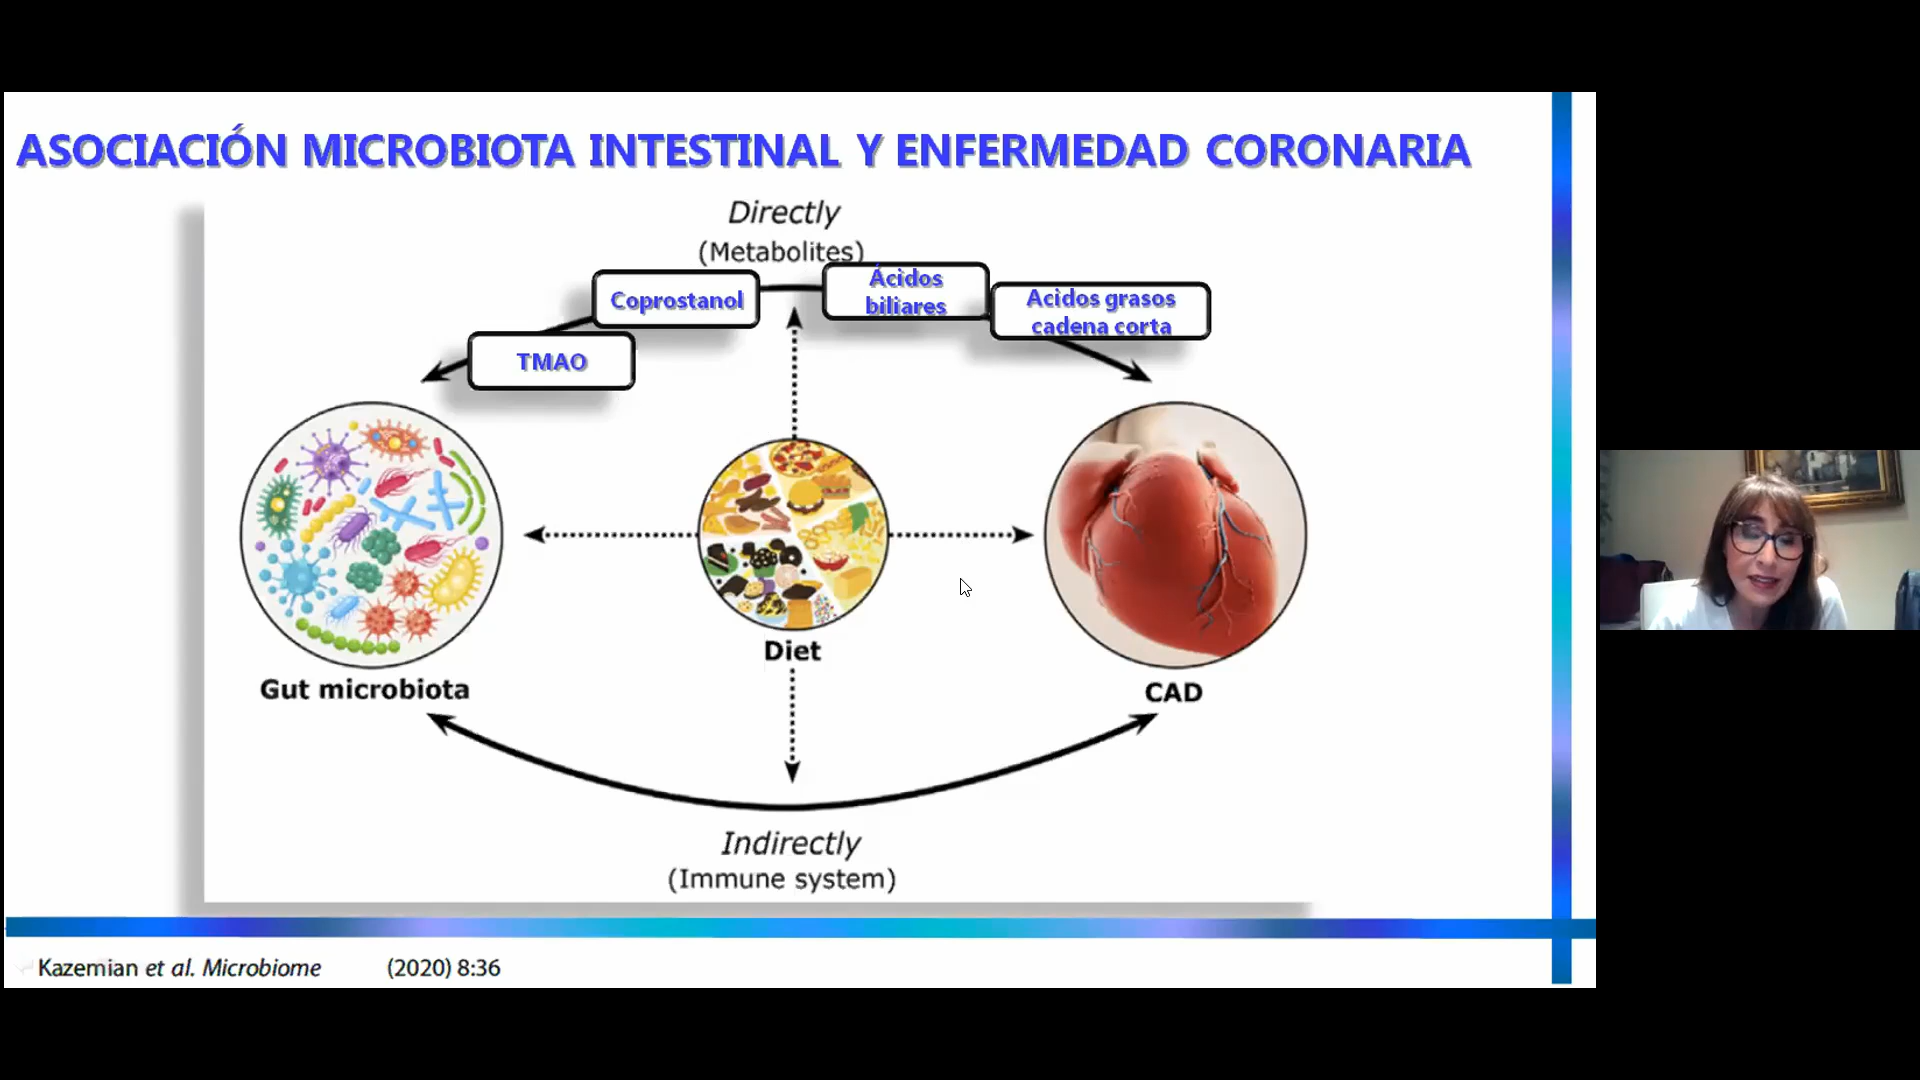 ASOCIACIÓN MICROBIOTA INTESTINAL Y ENFERMEDAD CORONARIA
Directly
(Metabolites)
Coprostanol
Ácidos
biliares
Acidos grasos
cadena corta
TMAO
Diet
Gut microbiota
CAD
Indirectly
(Immune system)
Kazemian et al. Microbiome (2020) 8:36